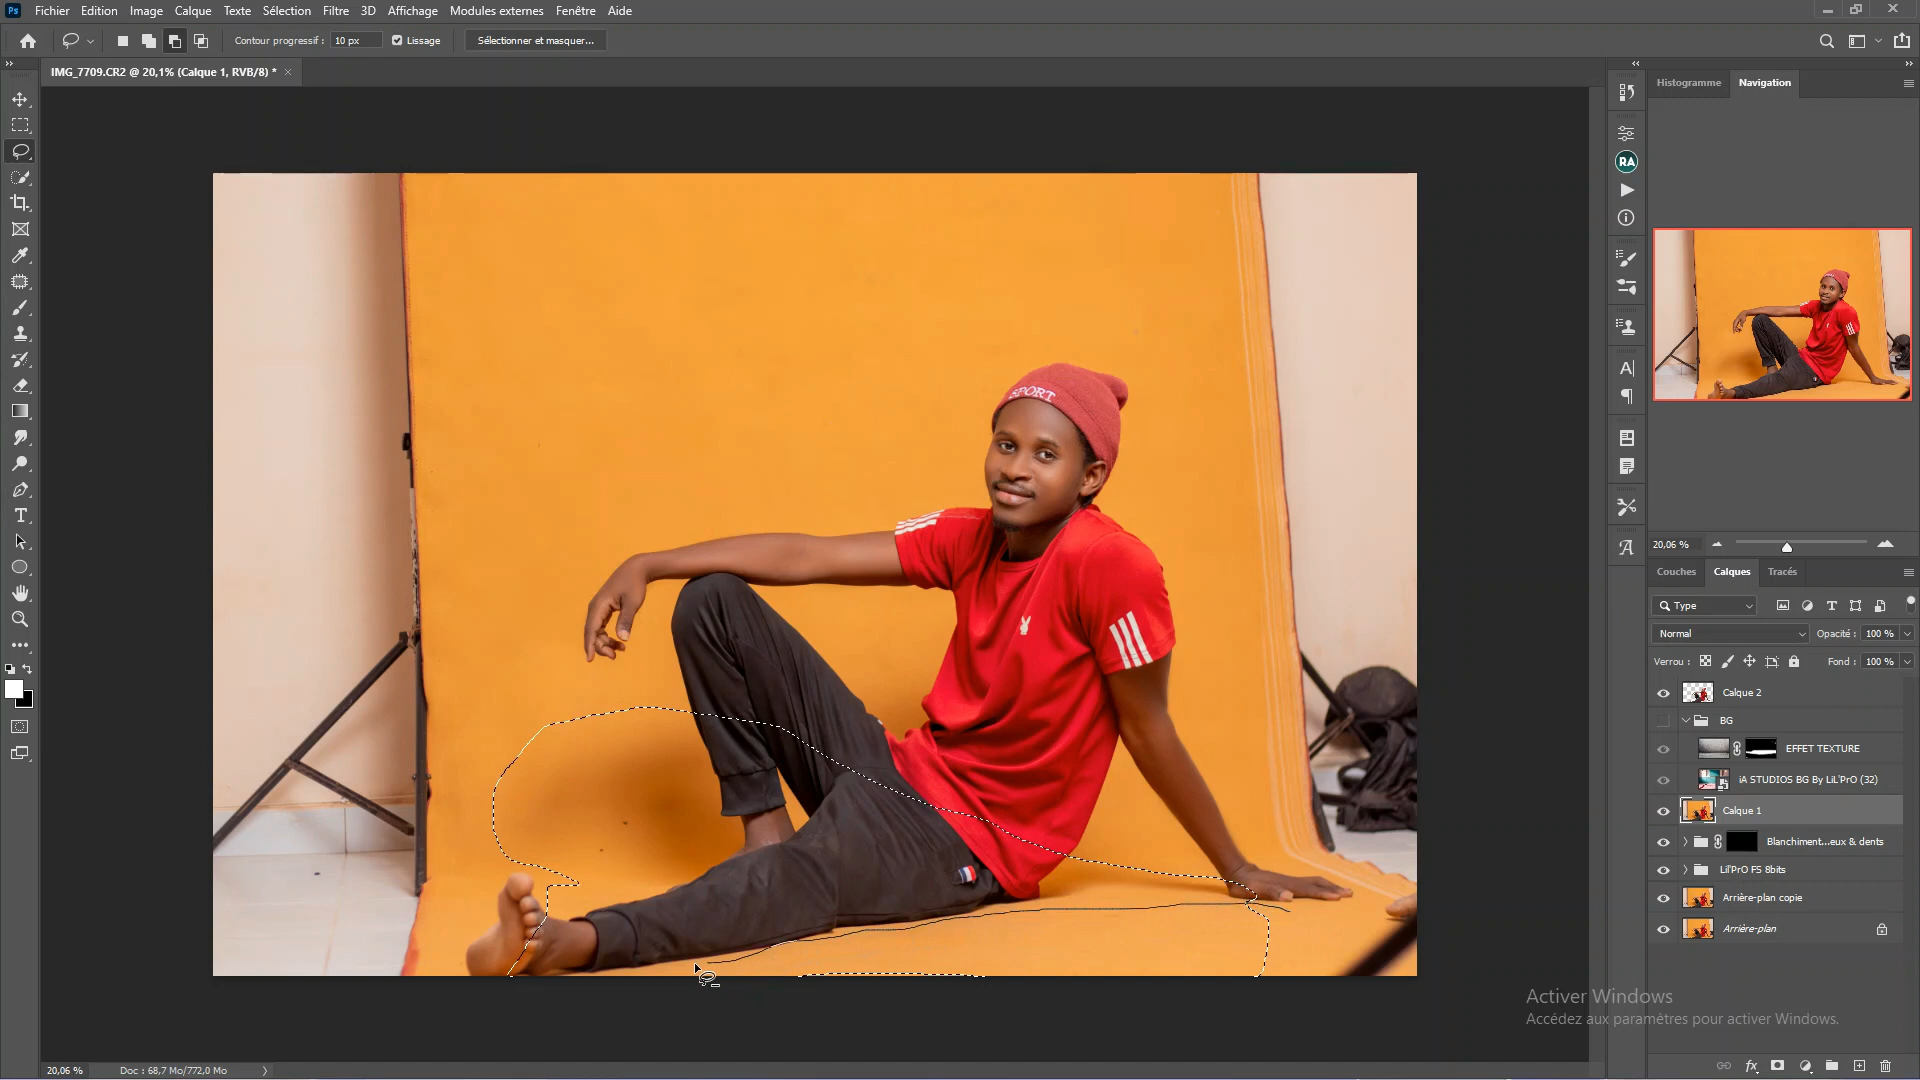 Ps Fichier Edition Image Calque Texte Sélection Filtre 3D Affichage Modules externes Fenêtre Aide
Contour progressif : 10 px Lissage Sélectionner et masquer...
IMG_7709.CR2 @ 20,1% (Calque 1, RVB/8) *
Histogramme Navigation
RA
SPORT
20,06 %
Couches Calques Tracés
Type
Normal Opacité : 100 %
Verrou : Fond : 100 %
Calque 2
BG
EFFET TEXTURE
iA STUDIOS BG By LiL'PrO (32)
Calque 1
Blanchiment...eux & dents
Lil'PrO FS 8bits
Arrière-plan copie
Arrière-plan
Activer Windows
Accédez aux paramètres pour activer Windows.
20,06 % Doc : 68,7 Mo/772,0 Mo